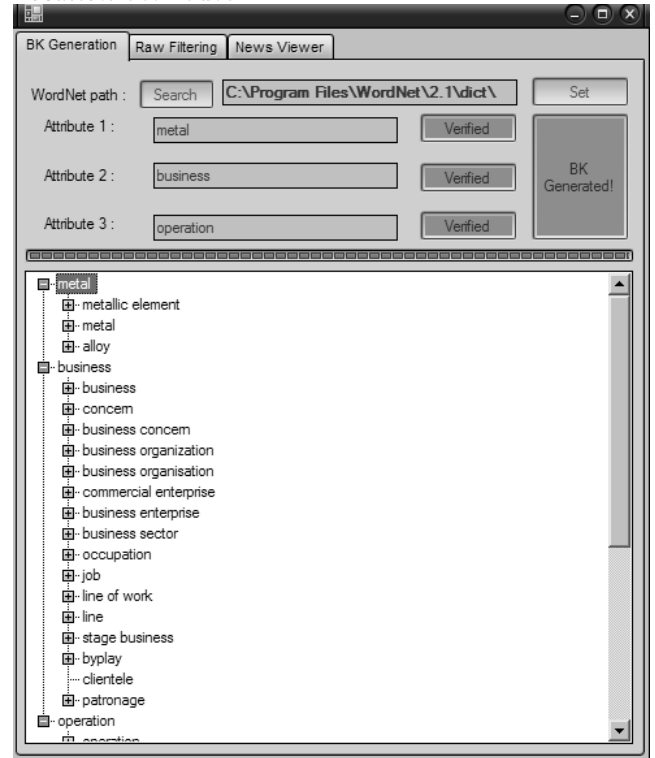 BK Generation Raw Filtering News Viewer
WordNet path : Search C:\Program Files\WordNet\2.1\dict\ Set
Attribute 1 : metal Verified
Attribute 2 : business Verified
BK Generated!
Attribute 3 : operation Verified
metal
metallic element
metal
alloy
business
business
concern
business concern
business organization
business organisation
commercial enterprise
business enterprise
business sector
occupation
job
line of work
line
stage business
byplay
clientele
patronage
operation
operation